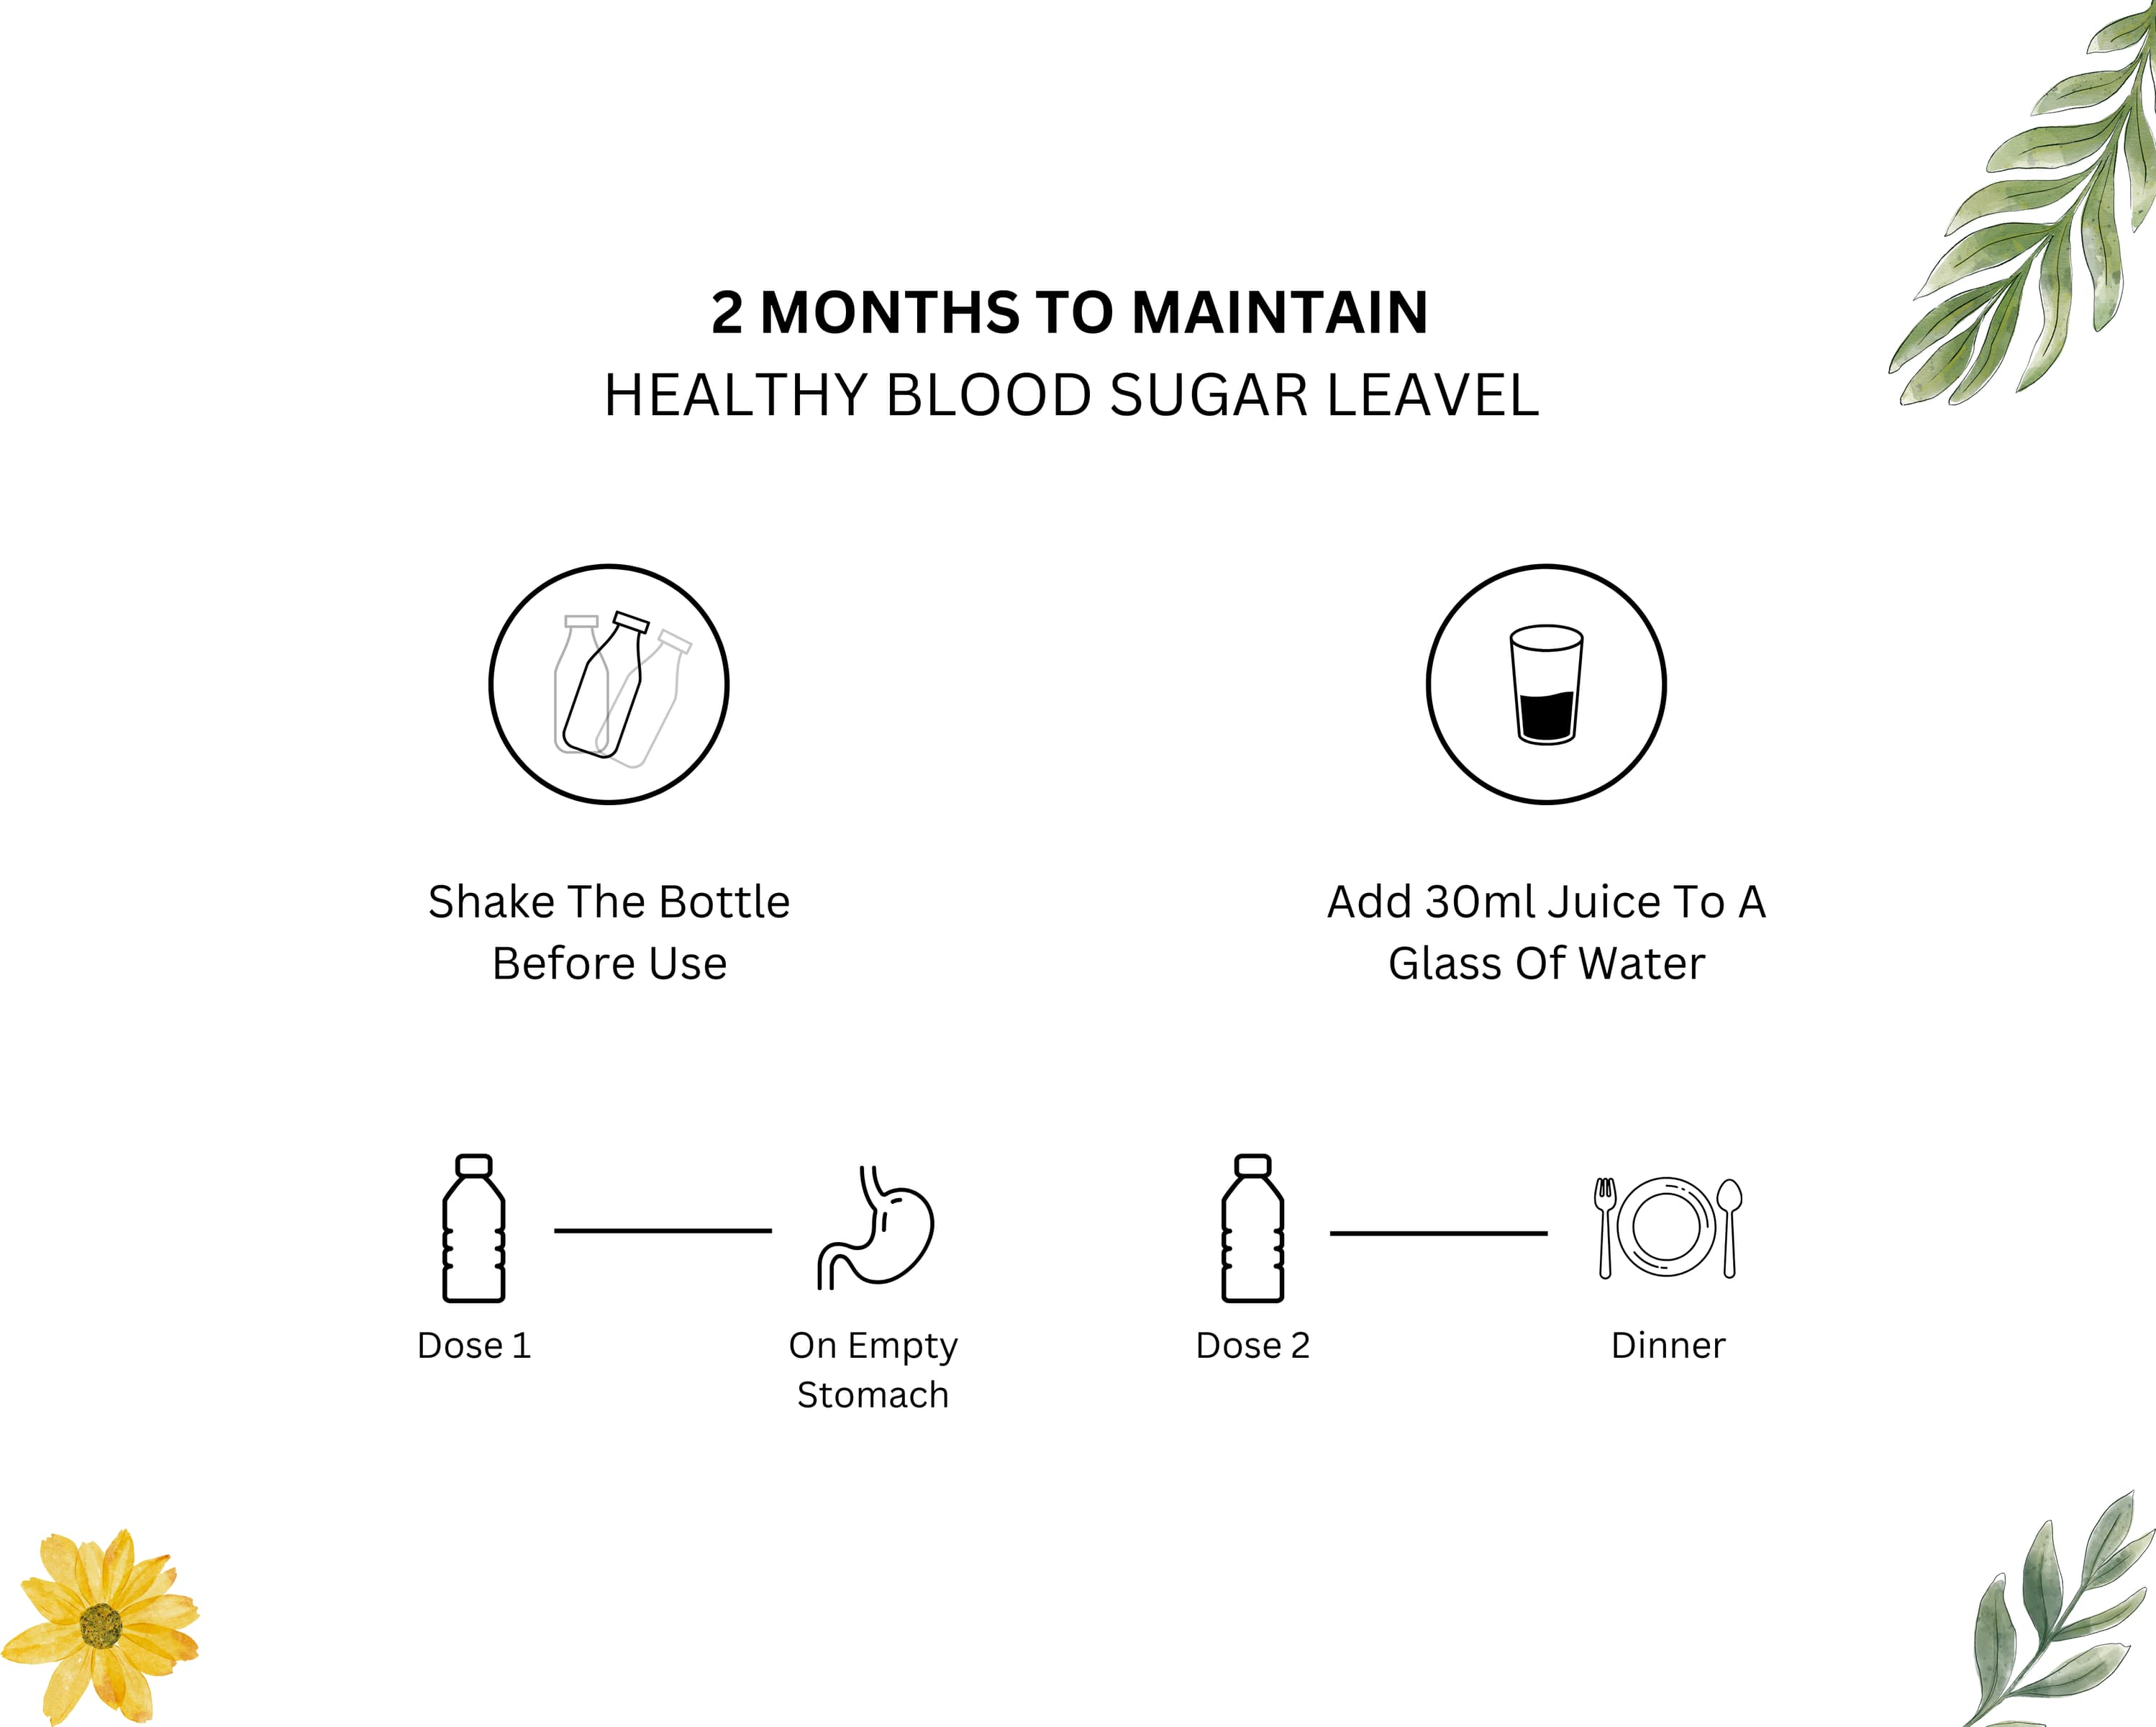 2 MONTHS TO MAINTAIN
HEALTHY BLOOD SUGAR LEAVEL
Shake The Bottle
Before Use
Add 30ml Juice To A
Glass Of Water
Dose 1
On Empty
Stomach
Dose 2
Dinner